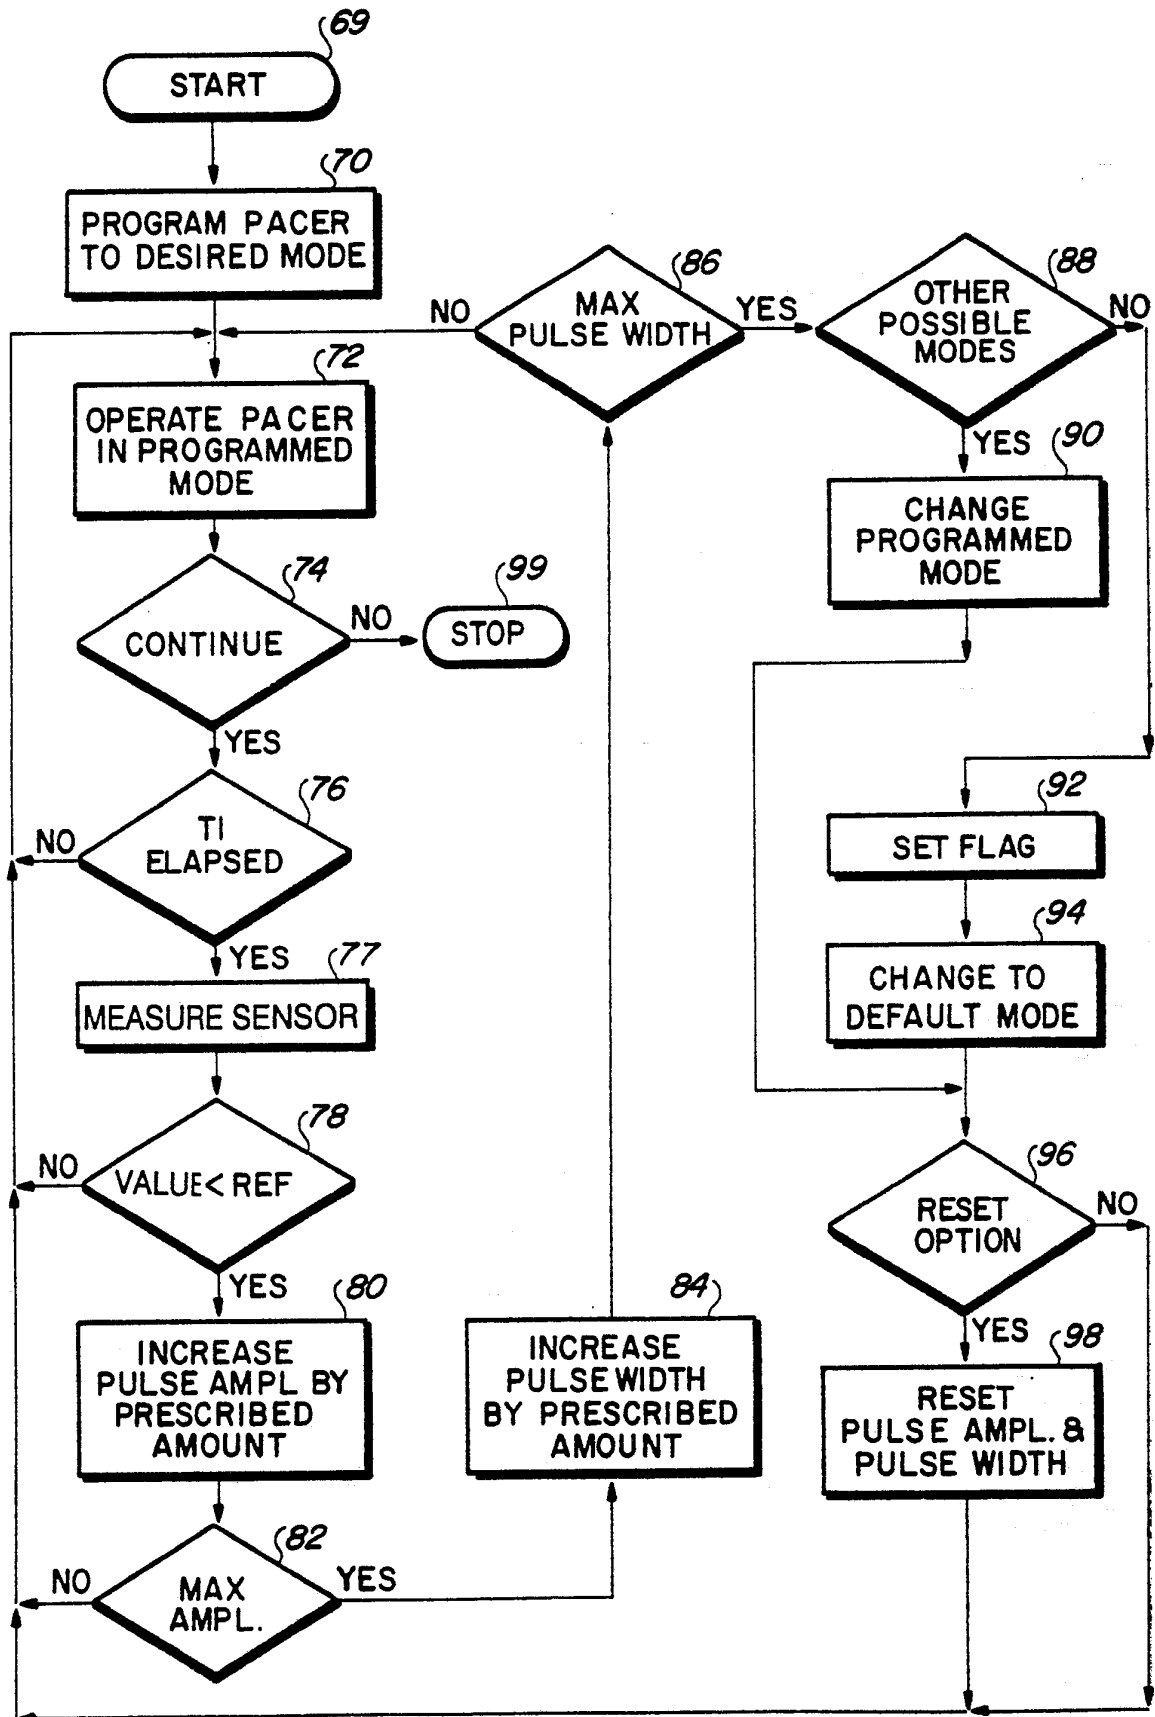 69
START
70
PROGRAM PACER
TO DESIRED MODE
72
OPERATE PACER
IN PROGRAMMED
MODE
74
CONTINUE
NO
99
STOP
YES
76
TI
ELAPSED
NO
YES
77
MEASURE SENSOR
78
VALUE< REF
NO
YES
80
INCREASE
PULSE AMPL BY
PRESCRIBED
AMOUNT
82
MAX
AMPL.
NO
YES
84
INCREASE
PULSE WIDTH
BY PRESCRIBED
AMOUNT
86
MAX
PULSE WIDTH
NO
YES
88
OTHER
POSSIBLE
MODES
NO
YES
90
CHANGE
PROGRAMMED
MODE
92
SET FLAG
94
CHANGE TO
DEFAULT MODE
96
RESET
OPTION
NO
YES
98
RESET
PULSE AMPL. &
PULSE WIDTH